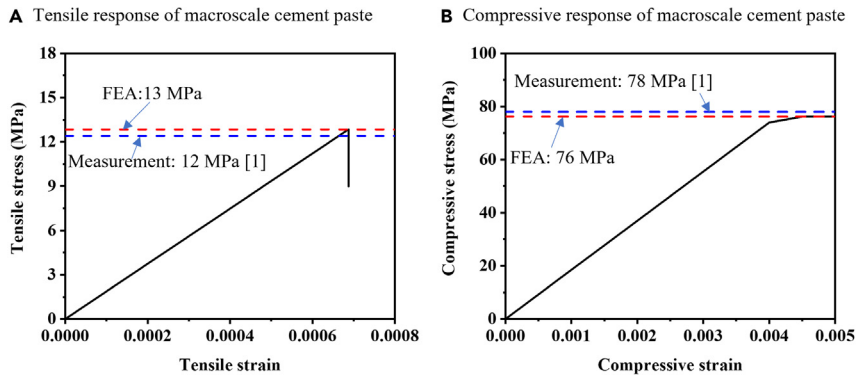 A Tensile response of macroscale cement paste
18
15
12
9
6
3
0
Tensile stress (MPa)
FEA:13 MPa
Measurement: 12 MPa [1]
0.0000
0.0002
0.0004
0.0006
0.0008
Tensile strain
B Compressive response of macroscale cement paste
100
80
60
40
20
0
Compressive stress (MPa)
Measurement: 78 MPa [1]
FEA: 76 MPa
0.000
0.001
0.002
0.003
0.004
0.005
Compressive strain